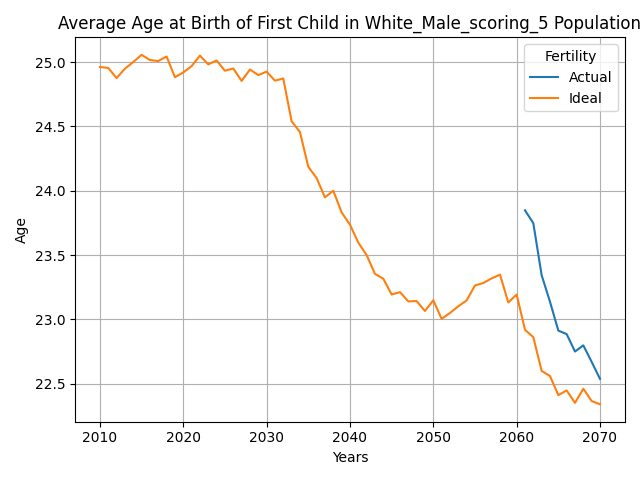 Average Age at Birth of First Child in White_Male_scoring_5 Population
Fertility
Actual
Ideal
25.0
24.5
24.0
23.5
23.0
22.5
Age
2010 2020 2030 2040 2050 2060 2070
Years